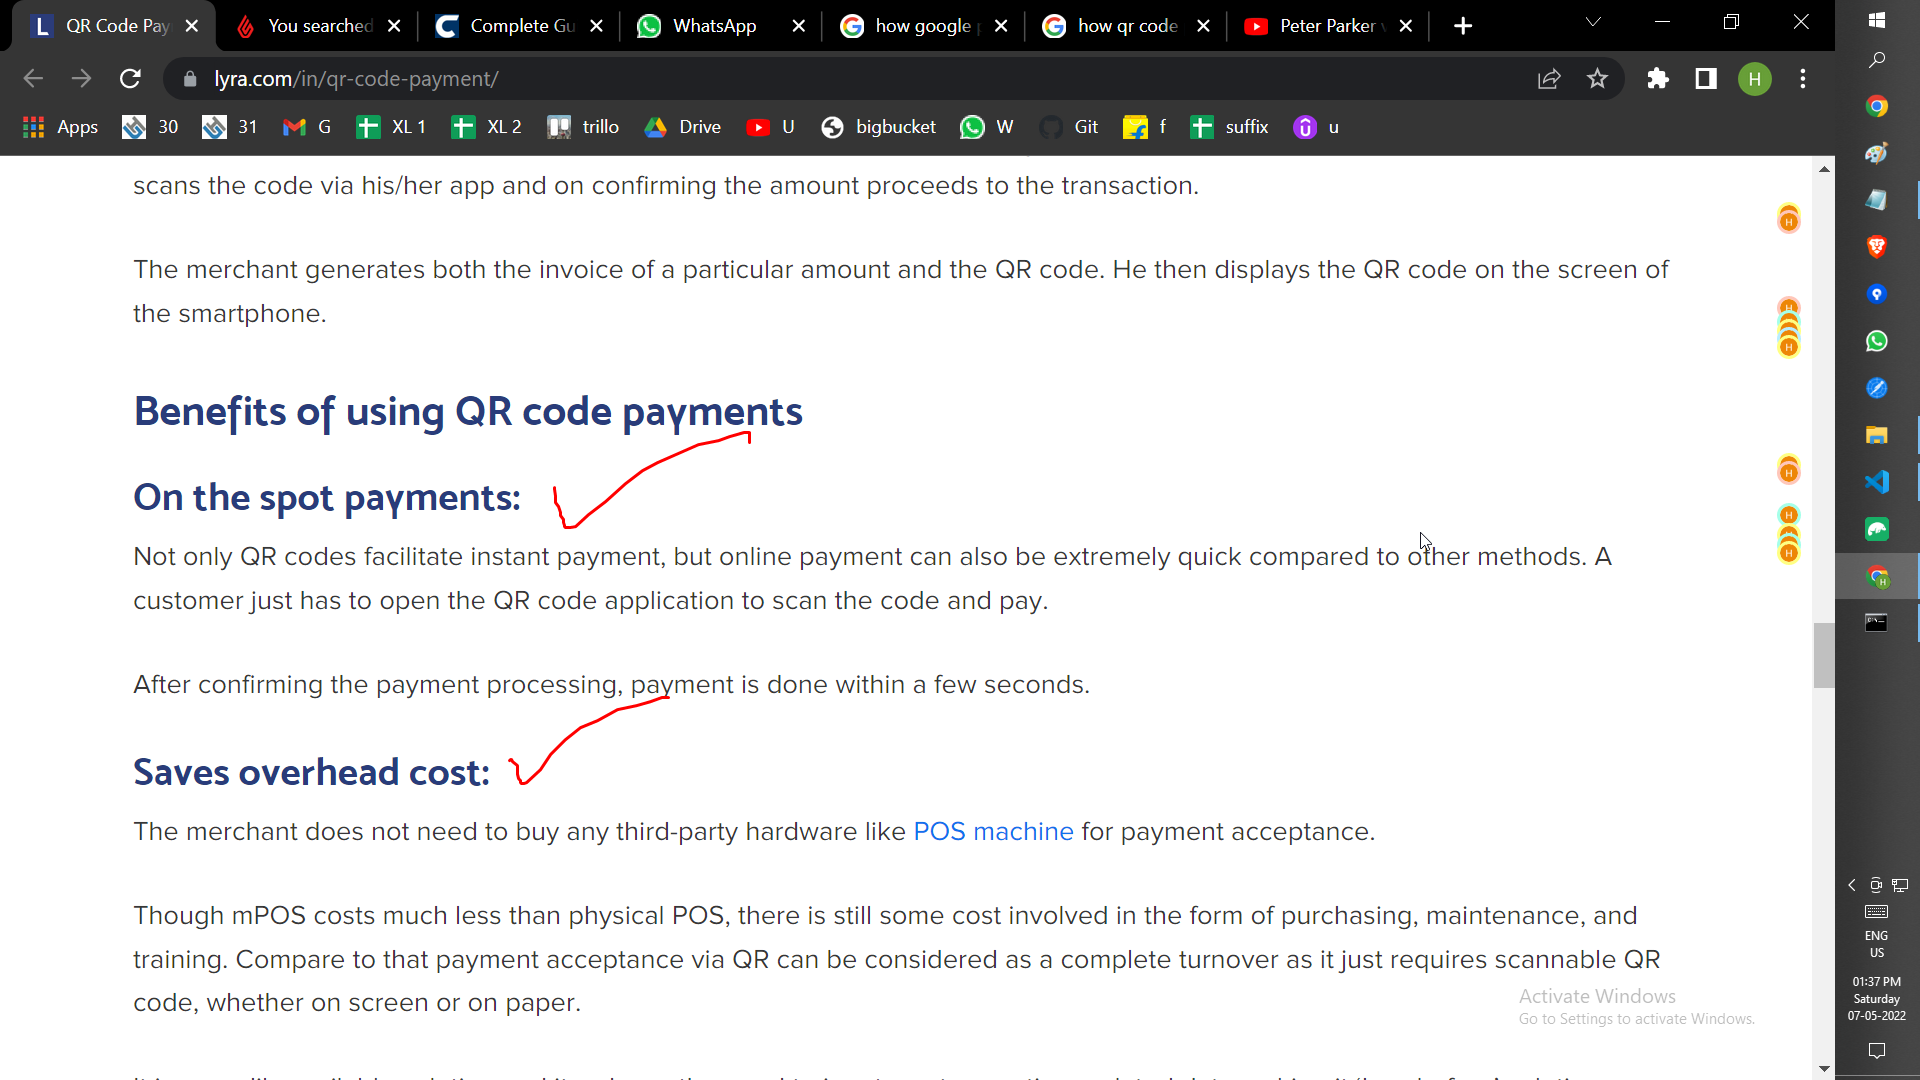 QR Code Pay
You searched
Complete Gu
WhatsApp
how google p
how qr code
Peter Parker v
lyra.com/in/qr-code-payment/
H
Apps 30 31 G XL 1 XL 2 trillo Drive U bigbucket W Git f suffix u
scans the code via his/her app and on confirming the amount proceeds to the transaction.
The merchant generates both the invoice of a particular amount and the QR code. He then displays the QR code on the screen of
the smartphone.
Benefits of using QR code payments
On the spot payments:
Not only QR codes facilitate instant payment, but online payment can also be extremely quick compared to other methods. A
customer just has to open the QR code application to scan the code and pay.
After confirming the payment processing, payment is done within a few seconds.
Saves overhead cost:
The merchant does not need to buy any third-party hardware like POS machine for payment acceptance.
Though mPOS costs much less than physical POS, there is still some cost involved in the form of purchasing, maintenance, and
training. Compare to that payment acceptance via QR can be considered as a complete turnover as it just requires scannable QR
code, whether on screen or on paper.
Activate Windows
Go to Settings to activate Windows.
ENG
US
01:37 PM
Saturday
07-05-2022